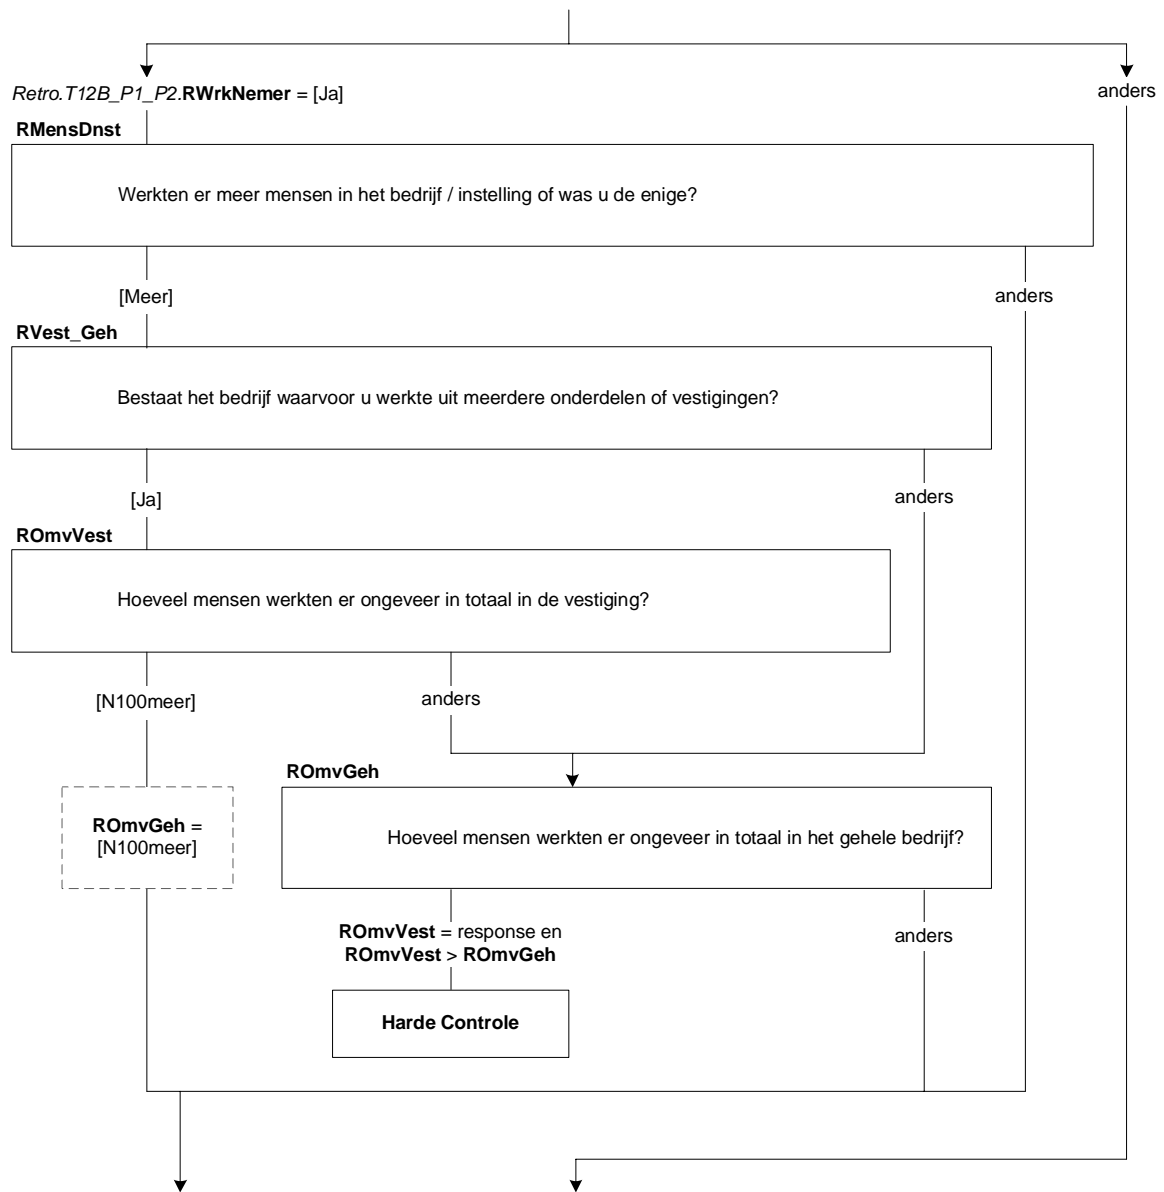 anders
Retro.T12B_P1_P2.RWrkNemer = [Ja]
RMensDnst
Werkten er meer mensen in het bedrijf / instelling of was u de enige?
[Meer]
anders
RVest_Geh
Bestaat het bedrijf waarvoor u werkte uit meerdere onderdelen of vestigingen?
[Ja]
anders
ROmvVest
Hoeveel mensen werkten er ongeveer in totaal in de vestiging?
[N100meer]
anders
ROmvGeh
ROmvGeh =
[N100meer]
Hoeveel mensen werkten er ongeveer in totaal in het gehele bedrijf?
ROmvVest = response en
ROmvVest > ROmvGeh
anders
Harde Controle